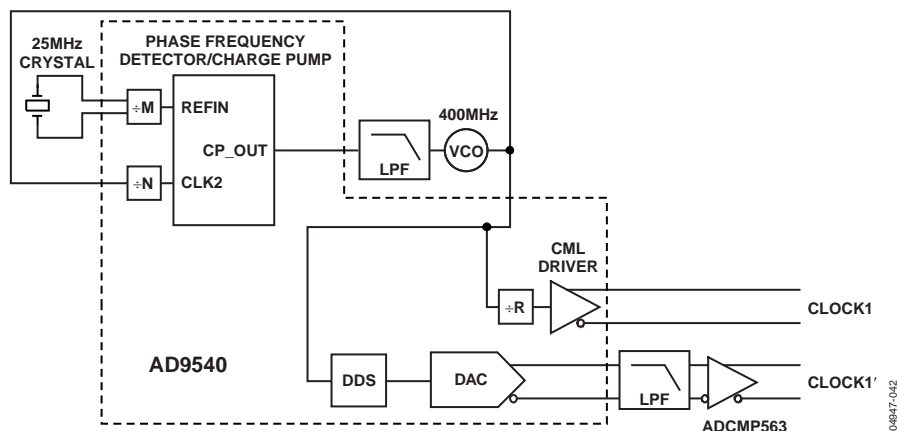 25MHz
CRYSTAL
PHASE FREQUENCY
DETECTOR/CHARGE PUMP
÷M
REFIN
400MHz
CP_OUT
LPF
VCO
÷N
CLK2
CML
DRIVER
÷R
CLOCK1
AD9540
DDS
DAC
LPF
CLOCK1′
ADCMP563
04947-042